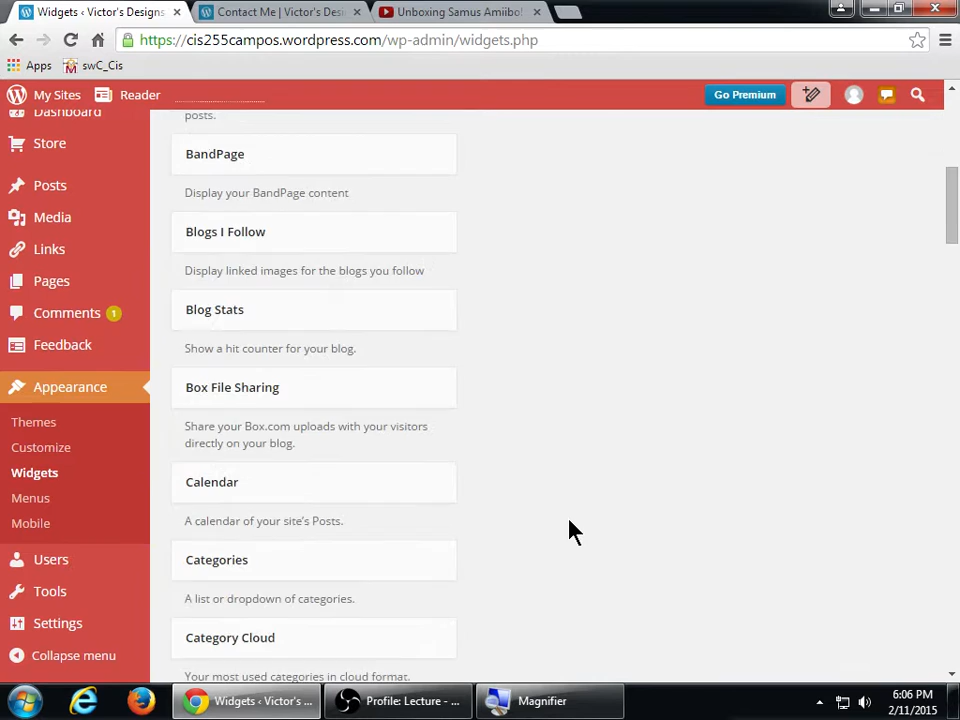 Widgets ‹ Victor's Designs
Contact Me | Victor's Desi
Unboxing Samus Amiibo!
https://cis255campos.wordpress.com/wp-admin/widgets.php
Apps
swC_Cis
My Sites
Reader
Go Premium
Dashboard
posts.
Store
BandPage
Posts
Display your BandPage content
Media
Blogs I Follow
Links
Display linked images for the blogs you follow
Pages
Blog Stats
Comments 1
Feedback
Show a hit counter for your blog.
Appearance
Box File Sharing
Themes
Share your Box.com uploads with your visitors
directly on your blog.
Customize
Widgets
Calendar
Menus
Mobile
A calendar of your site's Posts.
Users
Categories
Tools
A list or dropdown of categories.
Settings
Category Cloud
Collapse menu
Your most used categories in cloud format.
Widgets ‹ Victor's ...
Profile: Lecture - ...
Magnifier
6:06 PM
2/11/2015